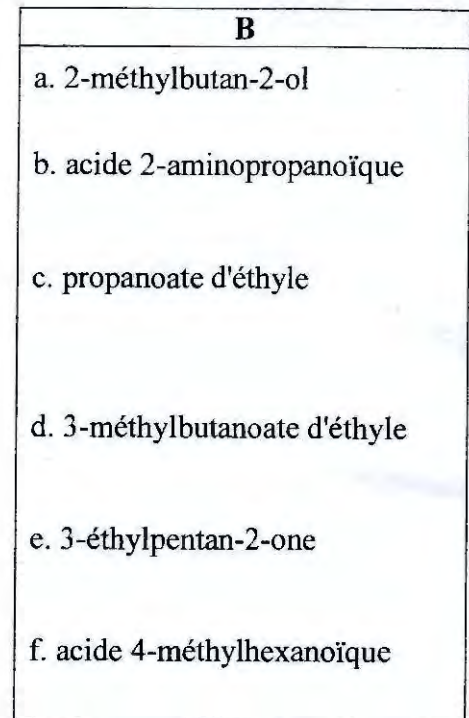 B
a. 2-méthylbutan-2-ol
b. acide 2-aminopropanoïque
c. propanoate d'éthyle
d. 3-méthylbutanoate d'éthyle
e. 3-éthylpentan-2-one
f. acide 4-méthylhexanoïque